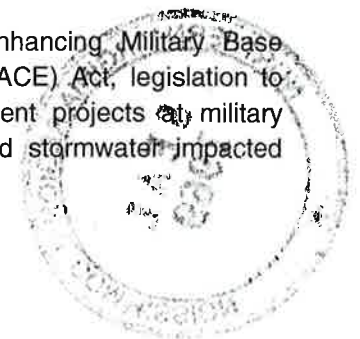 nhancing Military Base
ACE) Act, legislation to
ent projects at military
d stormwater impacted